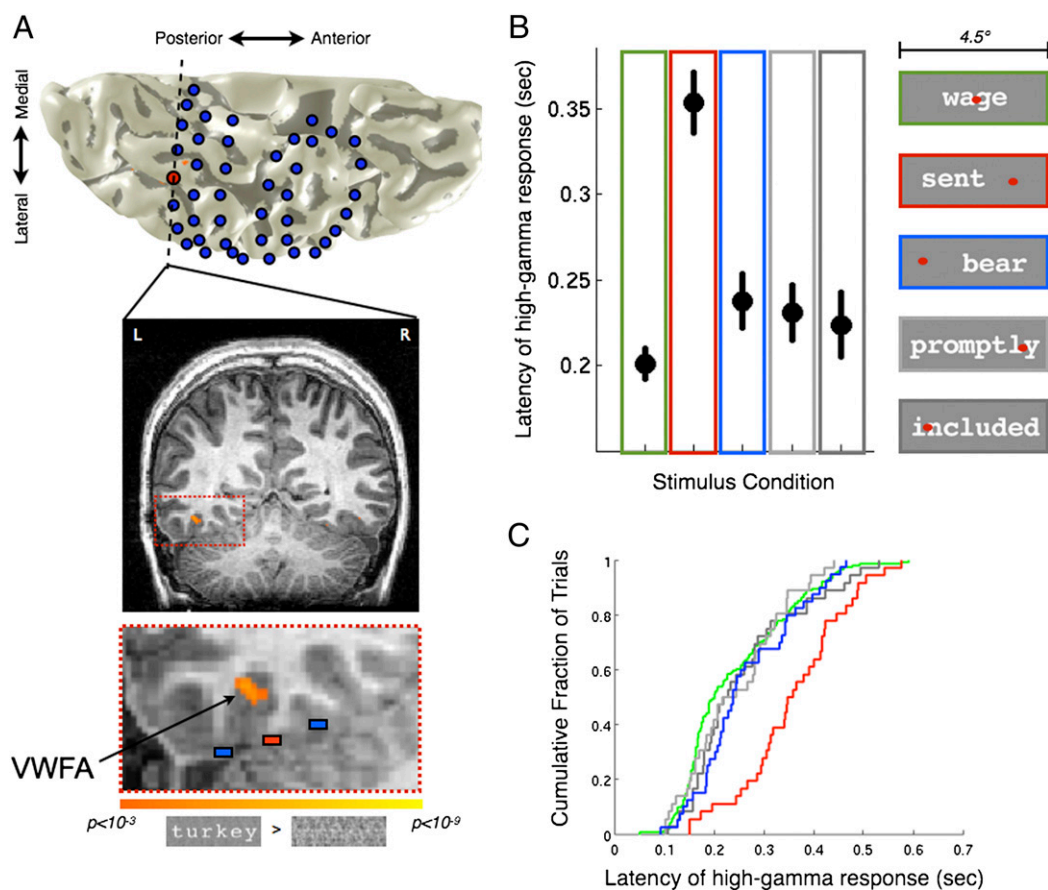 A
Posterior
Anterior
Medial
Lateral
L
R
VWFA
p<10⁻³
p<10⁻⁹
turkey
>
B
Latency of high-gamma response (sec)
0.35
0.3
0.25
0.2
Stimulus Condition
4.5°
wage
sent
bear
promptly
included
C
Cumulative Fraction of Trials
1
0.8
0.6
0.4
0.2
0
0 0.1 0.2 0.3 0.4 0.5 0.6 0.7
Latency of high-gamma response (sec)